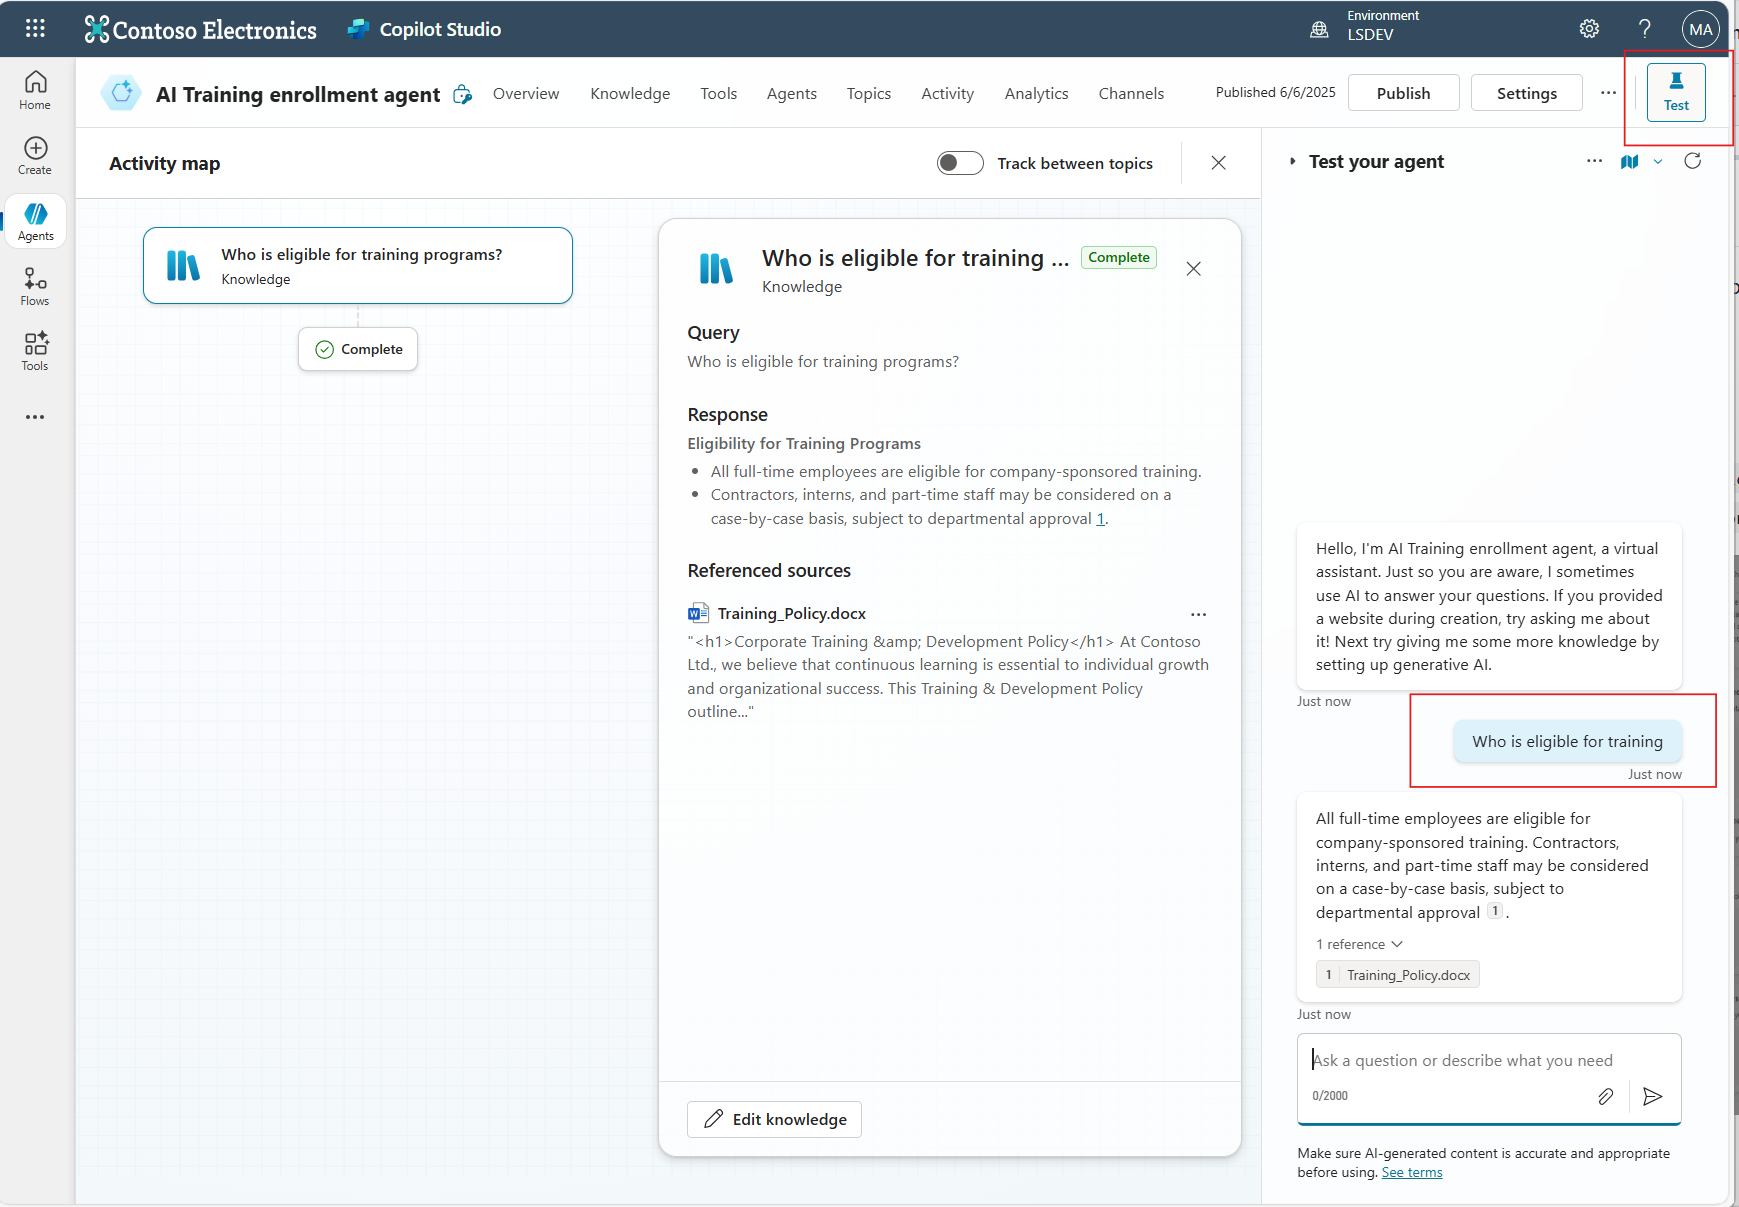 Contoso Electronics
Copilot Studio
Environment
LSDEV
?
MA
Home
Create
Agents
Flows
Tools
AI Training enrollment agent
Overview
Knowledge
Tools
Agents
Topics
Activity
Analytics
Channels
Published 6/6/2025
Publish
Settings
Test
Activity map
Track between topics
Who is eligible for training programs?
Knowledge
Complete
Who is eligible for training ...
Complete
Knowledge
Query
Who is eligible for training programs?
Response
Eligibility for Training Programs
• All full-time employees are eligible for company-sponsored training.
• Contractors, interns, and part-time staff may be considered on a
case-by-case basis, subject to departmental approval 1.
Referenced sources
Training_Policy.docx
"<h1>Corporate Training &amp; Development Policy</h1> At Contoso
Ltd., we believe that continuous learning is essential to individual growth
and organizational success. This Training & Development Policy
outline..."
Edit knowledge
Test your agent
Hello, I'm AI Training enrollment agent, a virtual
assistant. Just so you are aware, I sometimes
use AI to answer your questions. If you provided
a website during creation, try asking me about
it! Next try giving me some more knowledge by
setting up generative AI.
Just now
Who is eligible for training
Just now
All full-time employees are eligible for
company-sponsored training. Contractors,
interns, and part-time staff may be considered
on a case-by-case basis, subject to
departmental approval 1 .
1 reference
1 Training_Policy.docx
Just now
Ask a question or describe what you need
0/2000
Make sure AI-generated content is accurate and appropriate
before using. See terms